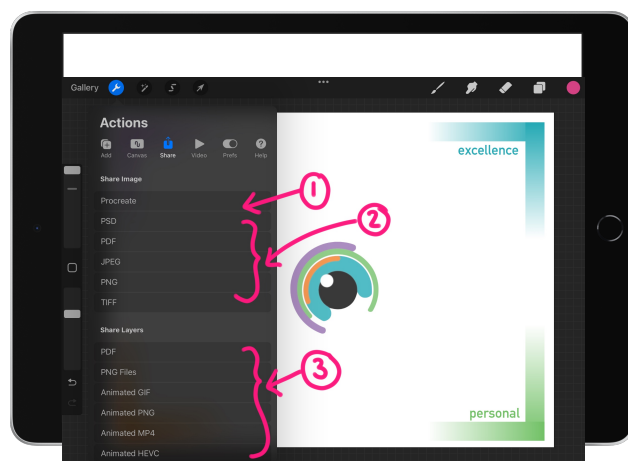 Gallery
Actions
Add Canvas Share Video Prefs Help
Share Image
Procreate
PSD
PDF
JPEG
PNG
TIFF
Share Layers
PDF
PNG Files
Animated GIF
Animated PNG
Animated MP4
Animated HEVC
1
2
3
excellence
personal